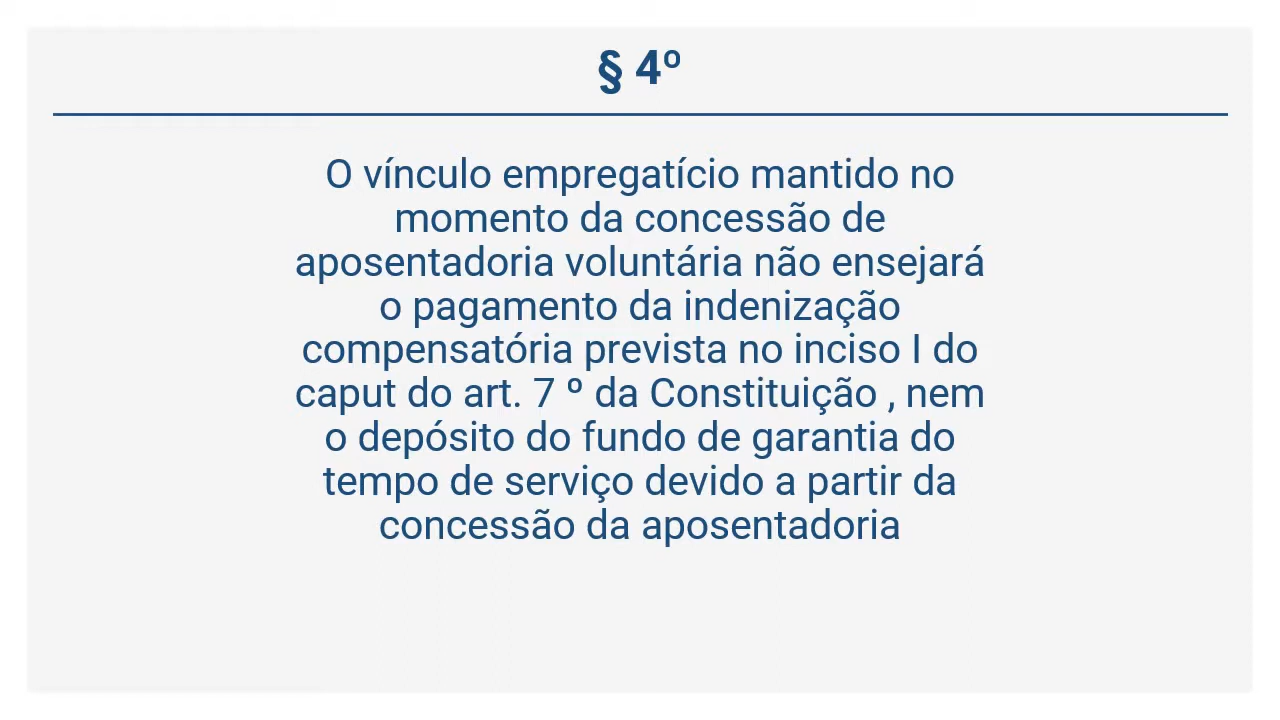 § 4º
O vínculo empregatício mantido no
momento da concessão de
aposentadoria voluntária não ensejará
o pagamento da indenização
compensatória prevista no inciso I do
caput do art. 7 º da Constituição , nem
o depósito do fundo de garantia do
tempo de serviço devido a partir da
concessão da aposentadoria